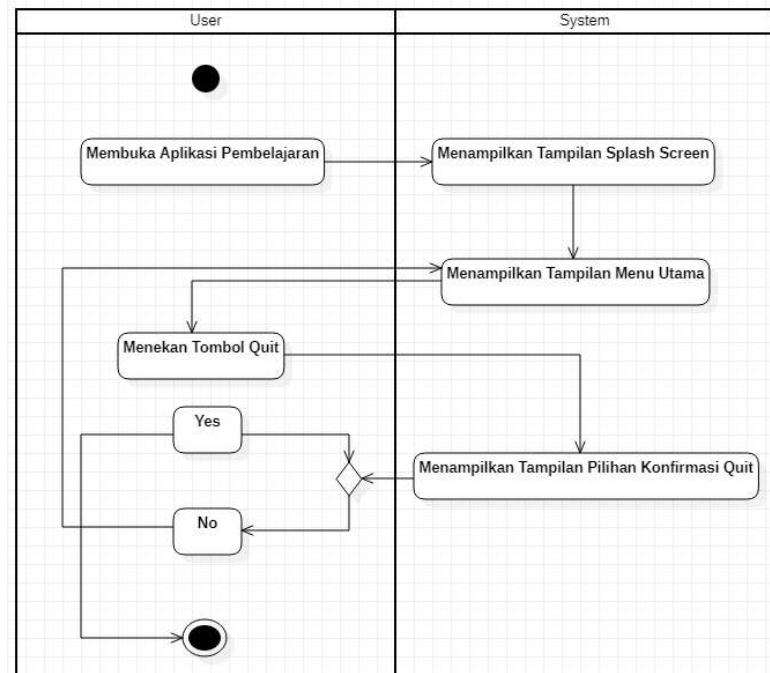 User
System
Membuka Aplikasi Pembelajaran
Menampilkan Tampilan Splash Screen
Menampilkan Tampilan Menu Utama
Menekan Tombol Quit
Yes
Menampilkan Tampilan Pilihan Konfirmasi Quit
No